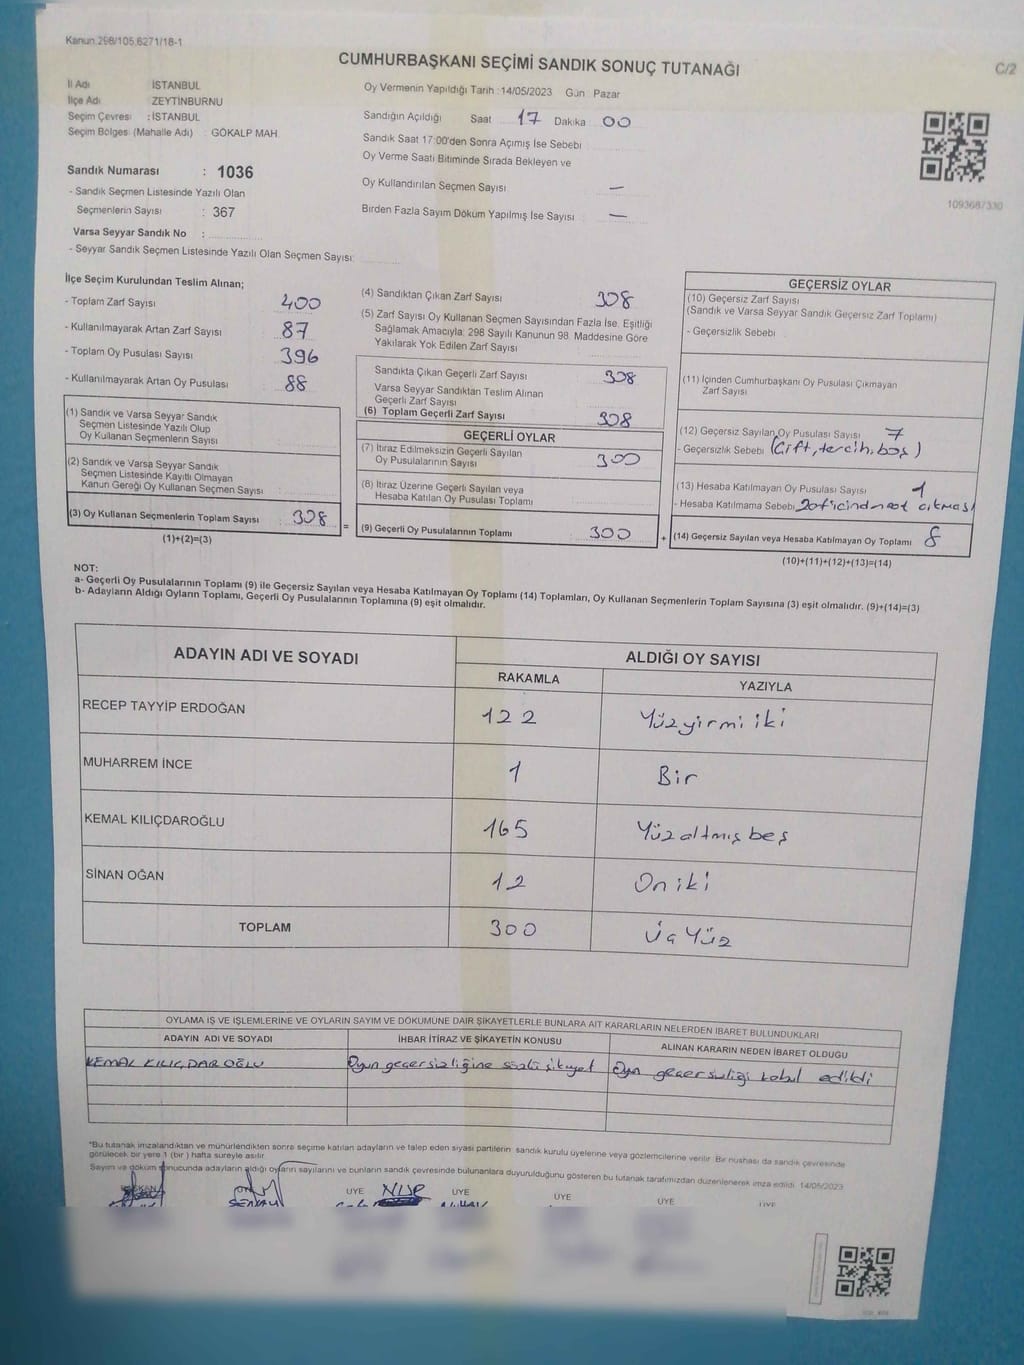 Kanun.298/105,6271/18-1
CUMHURBAŞKANI SEÇİMİ SANDIK SONUÇ TUTANAĞI
C/2
İl Adı : İSTANBUL
İlçe Adı : ZEYTİNBURNU
Seçim Çevresi : İSTANBUL
Seçim Bölges (Mahalle Adı) : GÖKALP MAH.
Oy Vermenin Yapıldığı Tarih :14/05/2023 Gün Pazar
Sandığın Açıldığı Saat 17 Dakika 00
Sandık Saat 17:00'den Sonra Açımış İse Sebebi
Oy Verme Saati Bitiminde Sırada Bekleyen ve
Oy Kullandırılan Seçmen Sayısı —
Birden Fazla Sayım Döküm Yapılmış İse Sayısı —
109368/330
Sandık Numarası : 1036
- Sandık Seçmen Listesinde Yazılı Olan
Seçmenlerin Sayısı : 367
Varsa Seyyar Sandık No :
- Seyyar Sandık Seçmen Listesinde Yazılı Olan Seçmen Sayısı:
İlçe Seçim Kurulundan Teslim Alınan;
- Toplam Zarf Sayısı 400
- Kullanılmayarak Artan Zarf Sayısı 87
- Toplam Oy Pusulası Sayısı 396
- Kullanılmayarak Artan Oy Pusulası 88
(1) Sandık ve Varsa Seyyar Sandık
Seçmen Listesinde Yazılı Olup
Oy Kullanan Seçmenlerin Sayısı
(2) Sandık ve Varsa Seyyar Sandık
Seçmen Listesinde Kayıtlı Olmayan
Kanun Gereği Oy Kullanan Seçmen Sayısı :
(3) Oy Kullanan Seçmenlerin Toplam Sayısı : 308 =
(1)+(2)=(3)
(4) Sandıktan Çıkan Zarf Sayısı 308
(5) Zarf Sayısı Oy Kullanan Seçmen Sayısından Fazla İse. Eşitliği
Sağlamak Amacıyla: 298 Sayılı Kanunun 98. Maddesine Göre
Yakılarak Yok Edilen Zarf Sayısı
Sandıkta Çıkan Geçerli Zarf Sayısı 308
Varsa Seyyar Sandıktan Teslim Alınan
Geçerli Zarf Sayısı
(6) Toplam Geçerli Zarf Sayısı 308
GEÇERLİ OYLAR
(7) İtiraz Edilmeksizin Geçerli Sayılan
Oy Pusulalarının Sayısı 300
(8) İtiraz Üzerine Geçerli Sayılan veya
Hesaba Katılan Oy Pusulası Toplamı
(9) Geçerli Oy Pusulalarının Toplamı : 300 +
GEÇERSİZ OYLAR
(10) Geçersiz Zarf Sayısı
(Sandık ve Varsa Seyyar Sandık Geçersiz Zarf Toplamı)
- Geçersizlik Sebebi
(11) İçinden Cumhurbaşkanı Oy Pusulası Çıkmayan
Zarf Sayısı
(12) Geçersiz Sayılan Oy Pusulası Sayısı 7
- Geçersizlik Sebebi (Çift, tercih, boş)
(13) Hesaba Katılmayan Oy Pusulası Sayısı 1
- Hesaba Katılmama Sebebi
(14) Geçersiz Sayılan veya Hesaba Katılmayan Oy Toplamı 8
(10)+(11)+(12)+(13)=(14)
NOT:
a- Geçerli Oy Pusulalarının Toplamı (9) ile Geçersiz Sayılan veya Hesaba Katılmayan Oy Toplamı (14) Toplamları, Oy Kullanan Seçmenlerin Toplam Sayısına (3) eşit olmalıdır. (9)+(14)=(3)
b- Adayların Aldığı Oyların Toplamı, Geçerli Oy Pusulalarının Toplamına (9) eşit olmalıdır.
ADAYIN ADI VE SOYADI
ALDIĞI OY SAYISI
RAKAMLA YAZIYLA
RECEP TAYYİP ERDOĞAN 122 Yüzyirmi iki
MUHARREM İNCE 1 Bir
KEMAL KILIÇDAROĞLU 165 Yüzaltmış beş
SİNAN OĞAN 12 On iki
TOPLAM 300 Üç Yüz
OYLAMA İŞ VE İŞLEMLERİNE VE OYLARIN SAYIM VE DÖKÜMÜNE DAİR ŞİKAYETLERLE BUNLARA AİT KARARLARIN NELERDEN İBARET BULUNDUKLARI
ADAYIN ADI VE SOYADI İHBAR İTİRAZ VE ŞİKAYETİN KONUSU ALINAN KARARIN NEDEN İBARET OLDUĞU
KEMAL KILIÇDAROĞLU Oyun geçersizliğine sözlü şikayet Oyun geçersizliği kabul edildi
*Bu tutanak imzalandıktan ve mühürlendikten sonra seçime katılan adayların ve talep eden siyasi partilerin sandık kurulu üyelerine veya gözlemcilerine verilir. Bir nüshası da sandık çevresinde
görülecek bir yere 1 (bir) hafta süreyle asılır.
Sayım ve döküm sonucunda adayların aldığı oyların sayılarını ve bunların sandık çevresinde bulunanlara duyurulduğunu gösteren bu tutanak tarafımızdan düzenlenerek imza edildi. 14/05/2023
BAŞKAN ÜYE ÜYE ÜYE ÜYE ÜYE